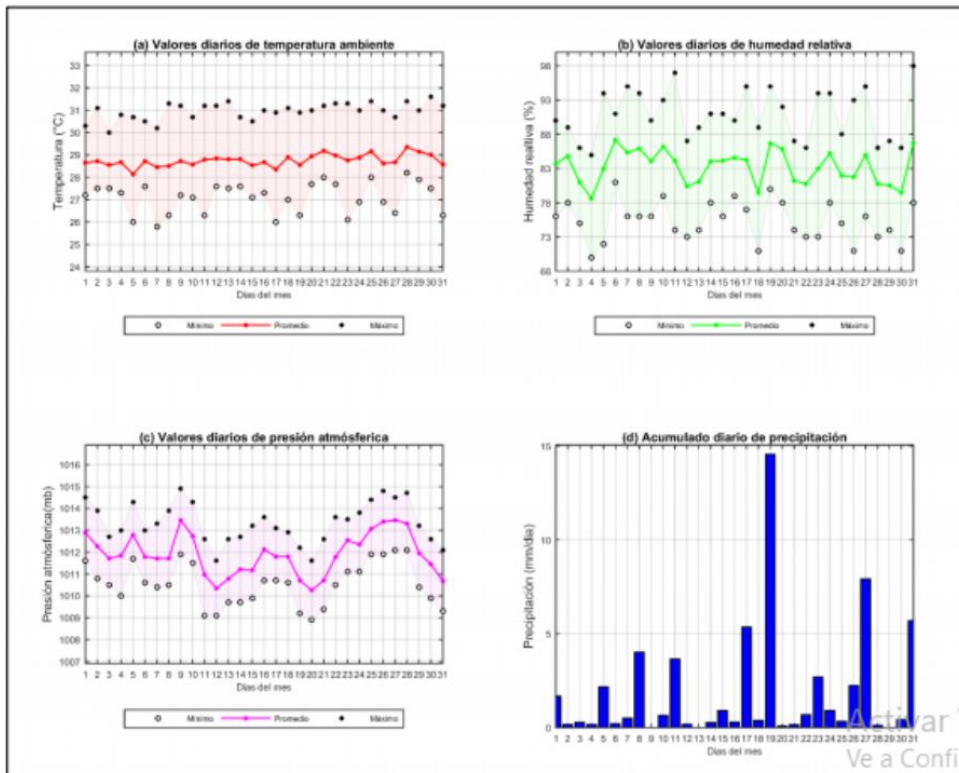 (a) Valores diarios de temperatura ambiente
33
32
31
30
29
28
27
26
25
24
Temperatura (°C)
1 2 3 4 5 6 7 8 9 10 11 12 13 14 15 16 17 18 19 20 21 22 23 24 25 26 27 28 29 30 31
Dias del mes
Mínimo Promedio Máximo
(b) Valores diarios de humedad relativa
98
93
88
83
78
73
68
Humedad realtiva (%)
1 2 3 4 5 6 7 8 9 10 11 12 13 14 15 16 17 18 19 20 21 22 23 24 25 26 27 28 29 30 31
Dias del mes
Mínimo Promedio Máximo
(c) Valores diarios de presión atmósferica
1016
1015
1014
1013
1012
1011
1010
1009
1008
1007
Presión atmósferica(mb)
1 2 3 4 5 6 7 8 9 10 11 12 13 14 15 16 17 18 19 20 21 22 23 24 25 26 27 28 29 30 31
Dias del mes
Mínimo Promedio Máximo
(d) Acumulado diario de precipitación
15
10
5
0
Precipitación (mm/dia)
1 2 3 4 5 6 7 8 9 10 11 12 13 14 15 16 17 18 19 20 21 22 23 24 25 26 27 28 29 30 31
Dias del mes
Activar
Ve a Confi